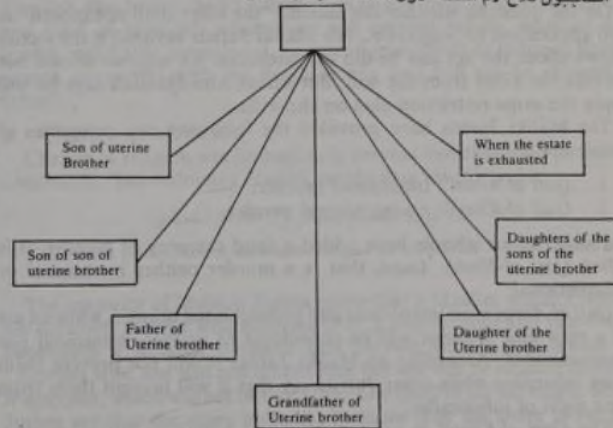 Son of uterine
Brother
When the estate
is exhausted
Son of son of
uterine brother
Daughters of the
sons of the
uterine brother
Father of
Uterine brother
Daughter of the
Uterine brother
Grandfather of
Uterine brother